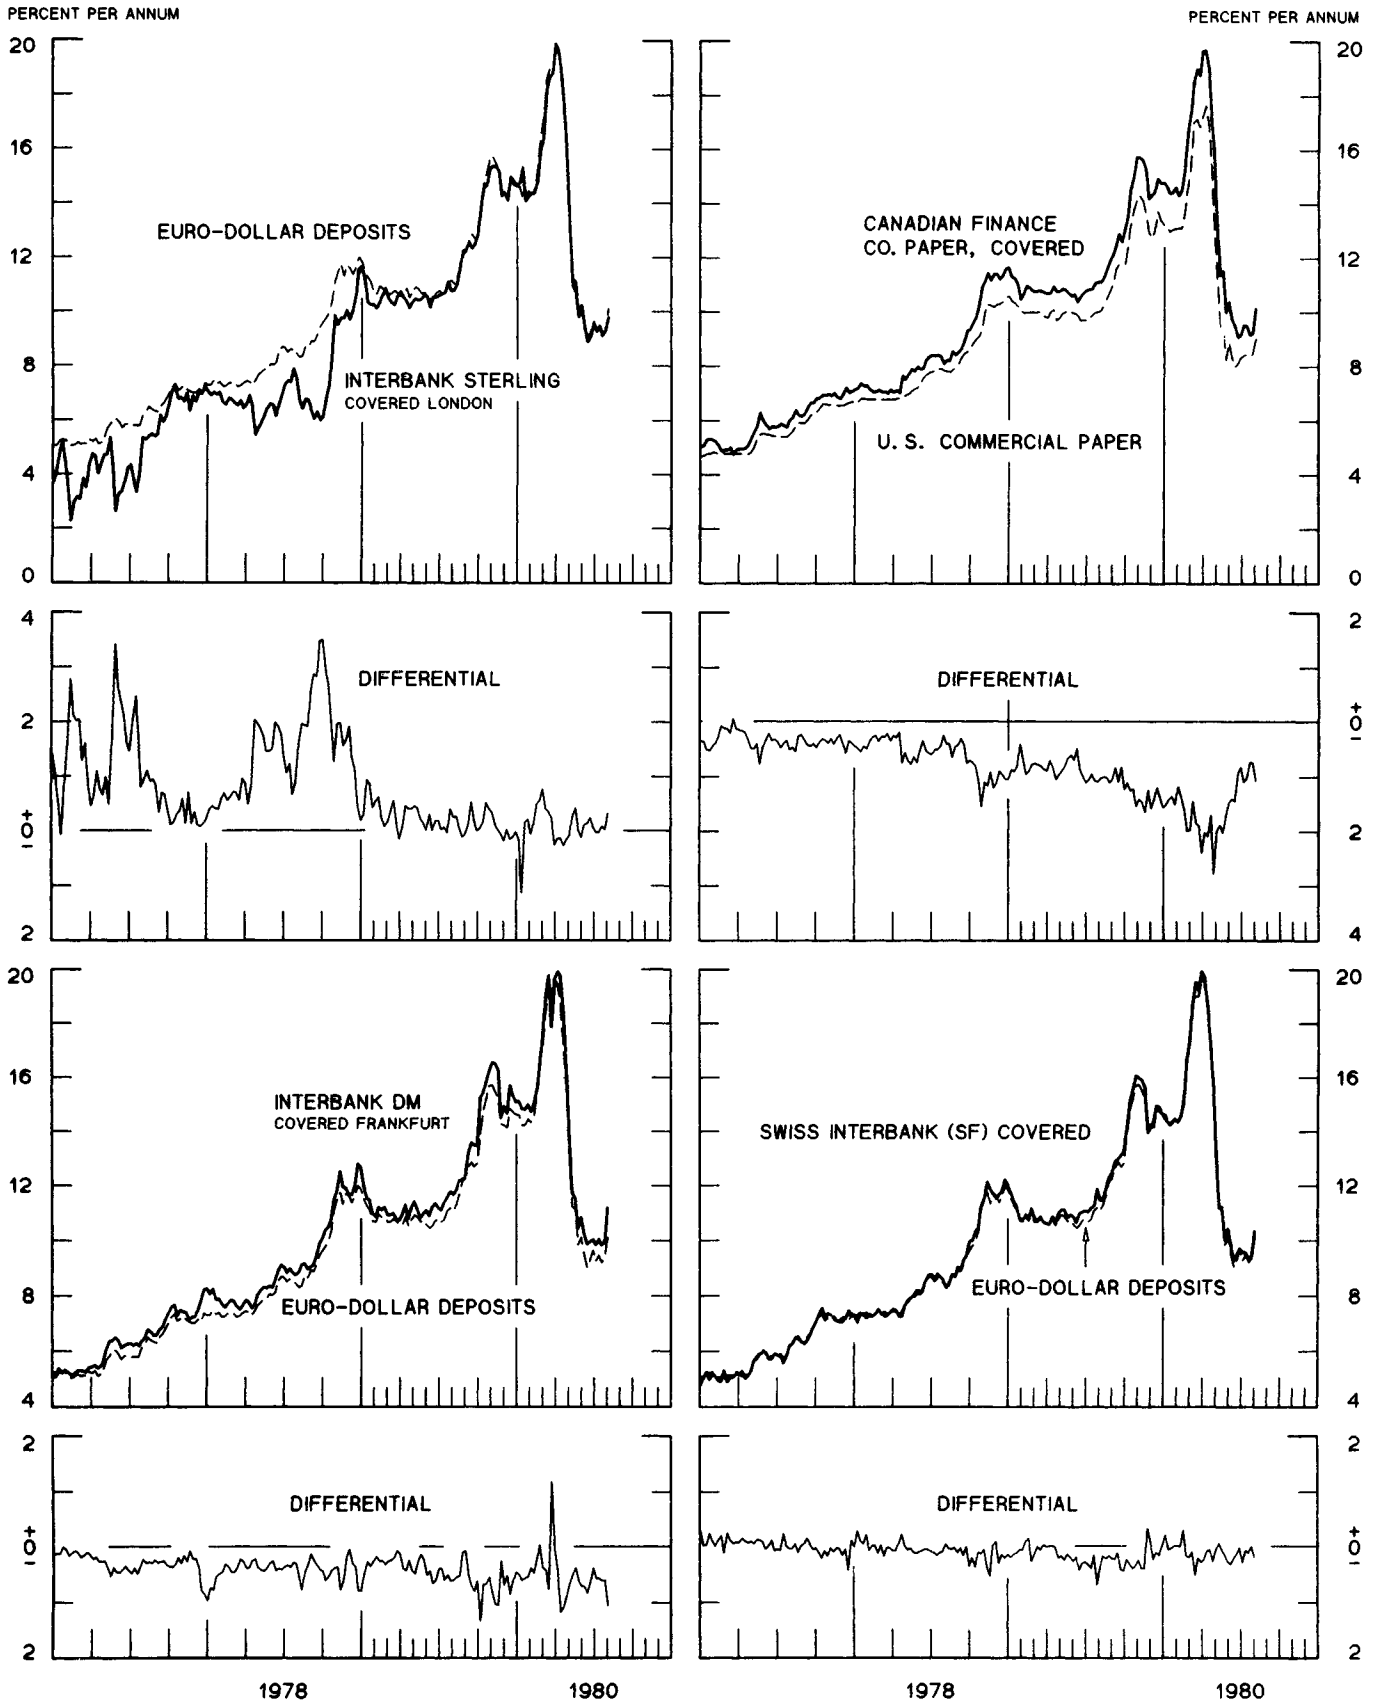 PERCENT PER ANNUM
PERCENT PER ANNUM
20
16
12
8
4
0
EURO-DOLLAR DEPOSITS
INTERBANK STERLING
COVERED LONDON
20
16
12
8
4
0
CANADIAN FINANCE
CO. PAPER, COVERED
U. S. COMMERCIAL PAPER
4
2
+
0
–
2
DIFFERENTIAL
2
+
0
–
2
4
DIFFERENTIAL
20
16
12
8
4
INTERBANK DM
COVERED FRANKFURT
EURO-DOLLAR DEPOSITS
20
16
12
8
4
SWISS INTERBANK (SF) COVERED
EURO-DOLLAR DEPOSITS
2
+
0
–
2
DIFFERENTIAL
2
+
0
–
2
DIFFERENTIAL
1978
1980
1978
1980